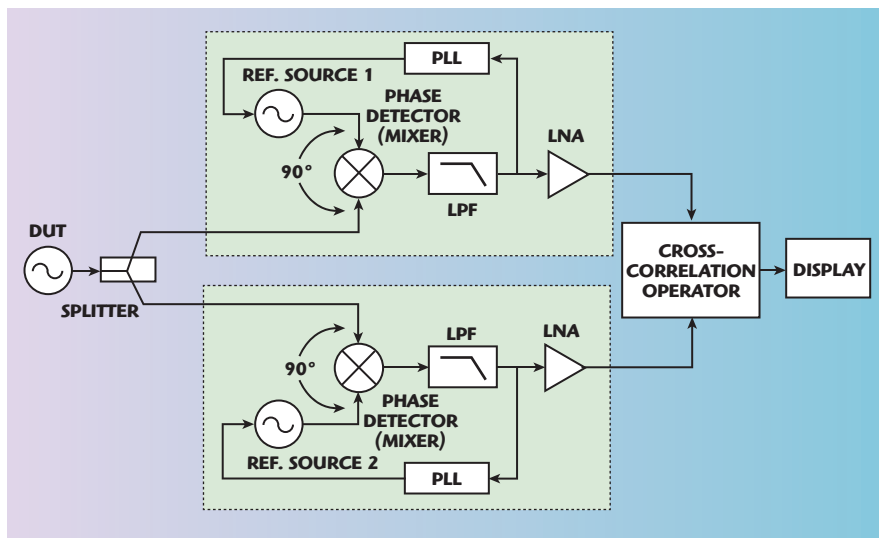 PLL
REF. SOURCE 1
PHASE
DETECTOR
(MIXER)
LNA
90°
LPF
DUT
SPLITTER
CROSS-
CORRELATION
OPERATOR
DISPLAY
LPF
LNA
90°
PHASE
DETECTOR
(MIXER)
REF. SOURCE 2
PLL